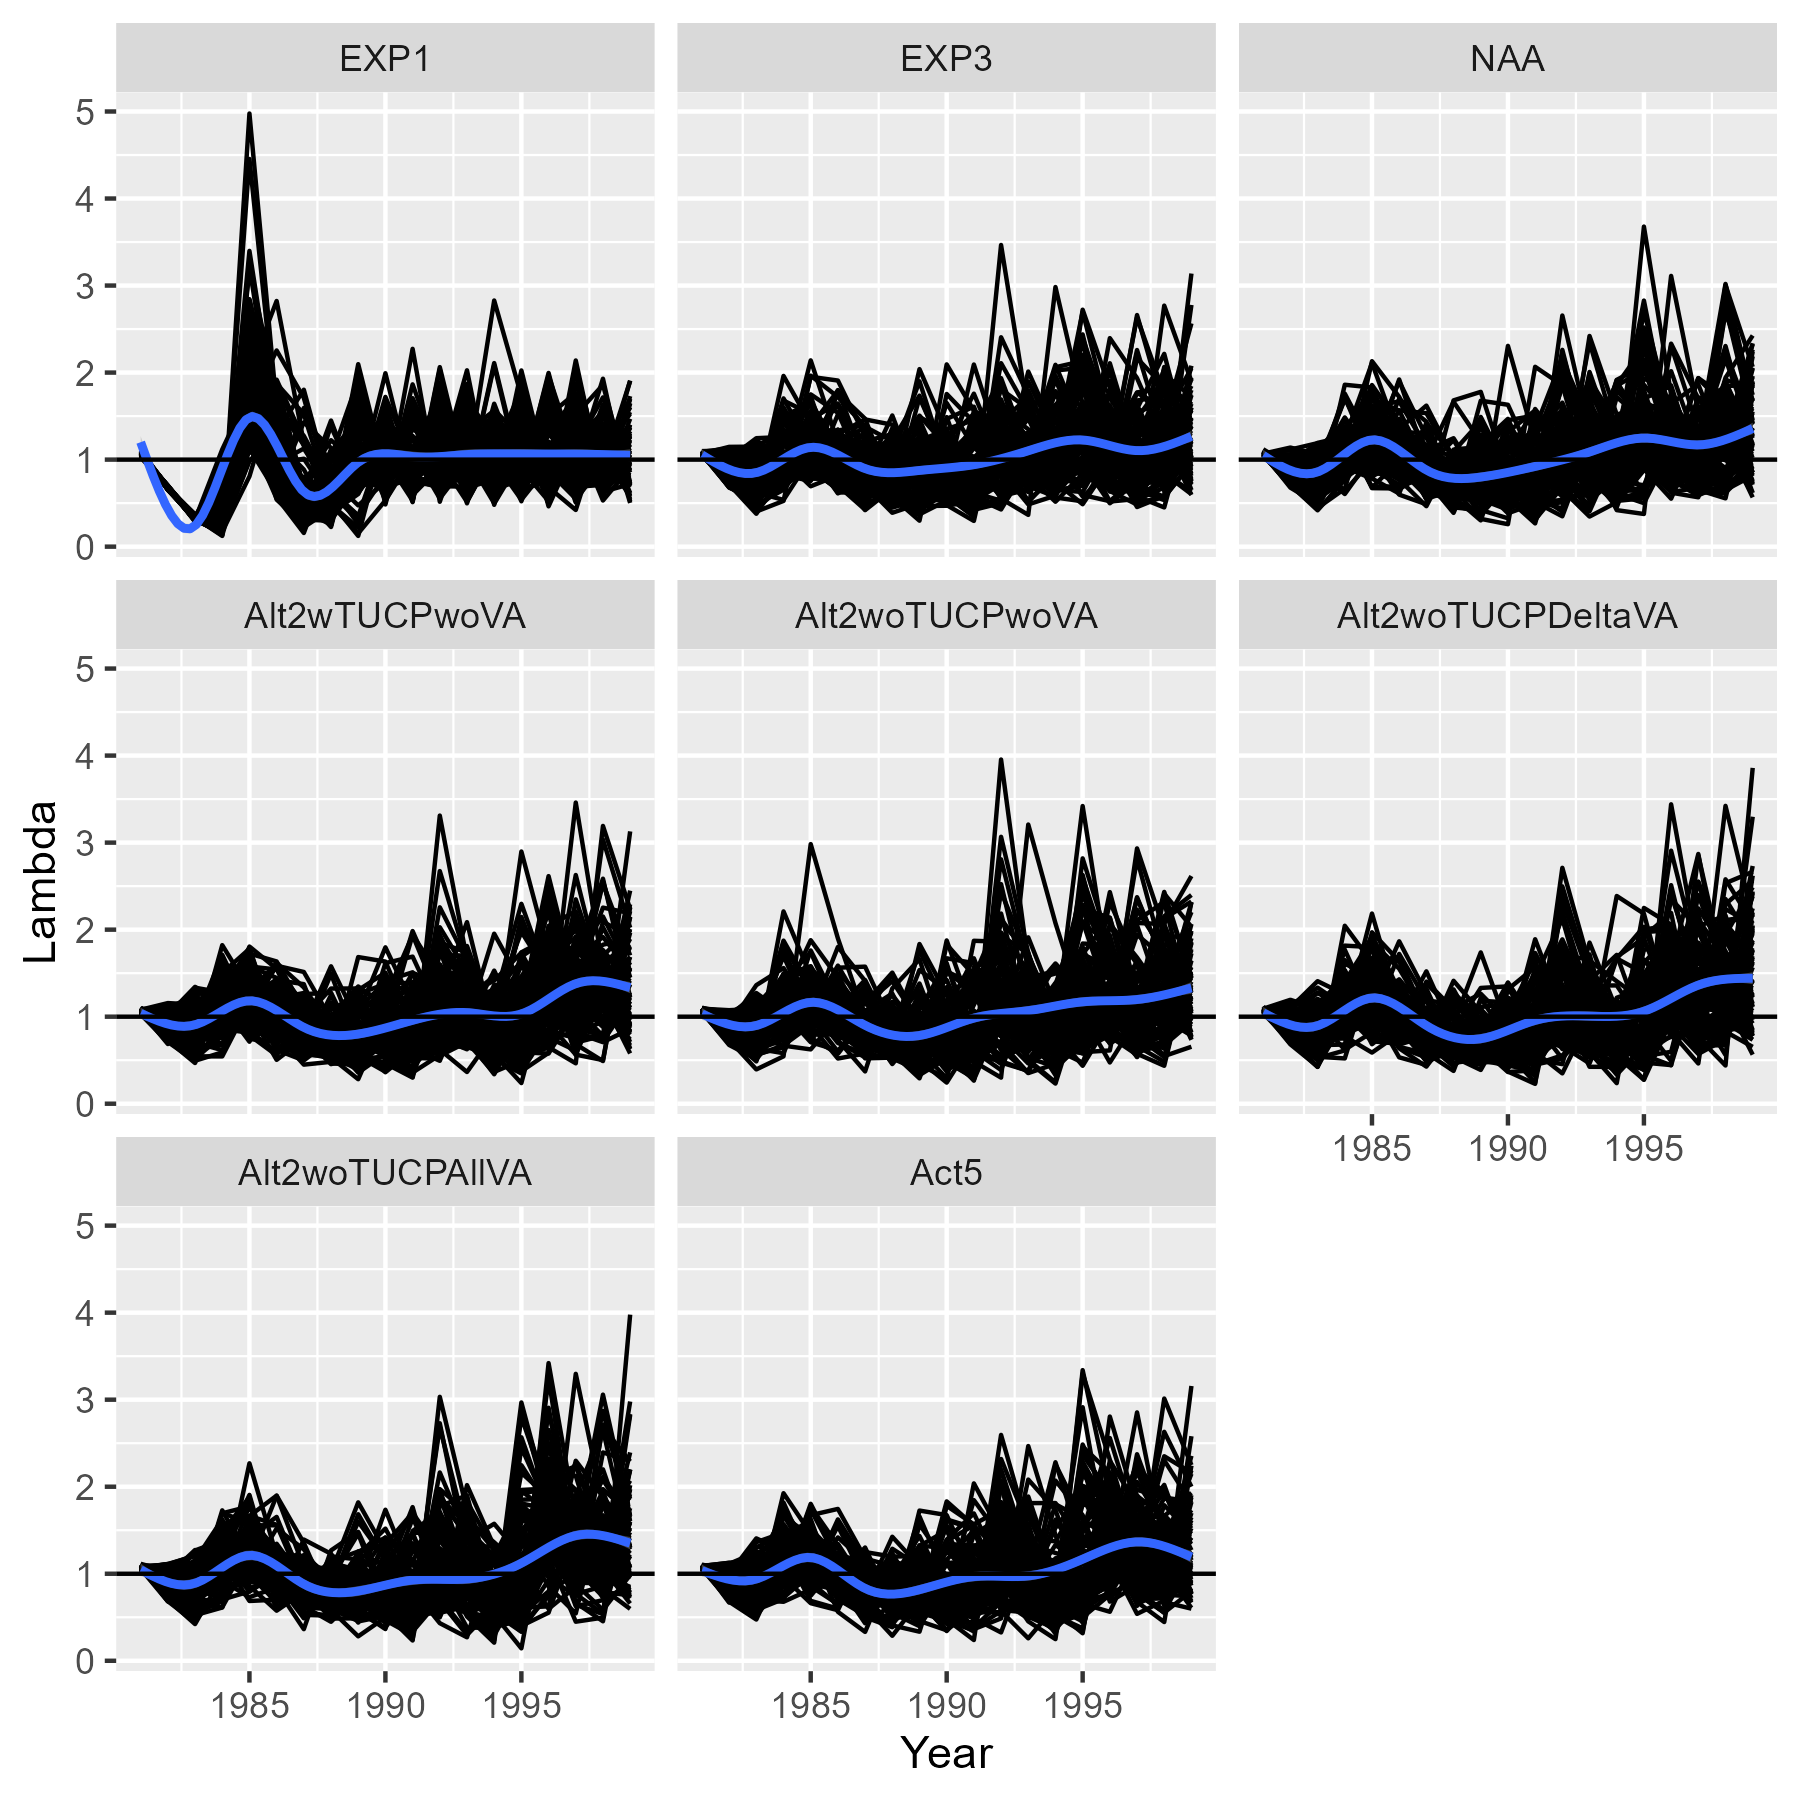 EXP1 EXP3 NAA
5
4
3
2
1
0
Alt2wTUCPwoVA Alt2woTUCPwoVA Alt2woTUCPDeltaVA
5
4
3
2
1
0
1985 1990 1995
Alt2woTUCPAllVA Act5
5
4
3
2
1
0
1985 1990 1995 1985 1990 1995
Year
Lambda